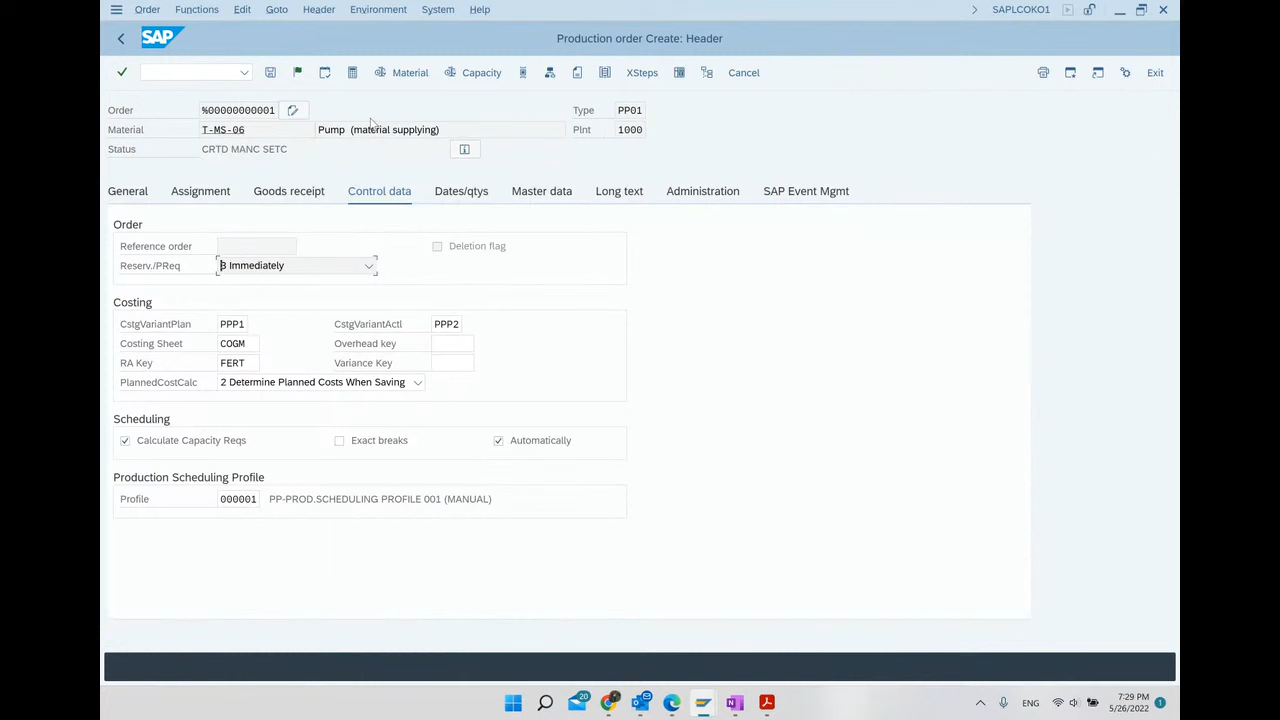 Order Functions Edit Goto Header Environment System Help SAPLCOKO1
SAP Production order Create: Header
Material Capacity XSteps Cancel Exit
Order %00000000001 Type PP01
Material T-MS-06 Pump (material supplying) Plnt 1000
Status CRTD MANC SETC
General Assignment Goods receipt Control data Dates/qtys Master data Long text Administration SAP Event Mgmt
Order
Reference order Deletion flag
Reserv./PReq 3 Immediately
Costing
CstgVariantPlan PPP1 CstgVariantActl PPP2
Costing Sheet COGM Overhead key
RA Key FERT Variance Key
PlannedCostCalc 2 Determine Planned Costs When Saving
Scheduling
Calculate Capacity Reqs Exact breaks Automatically
Production Scheduling Profile
Profile 000001 PP-PROD.SCHEDULING PROFILE 001 (MANUAL)
20 ENG 7:29 PM
5/26/2022 1